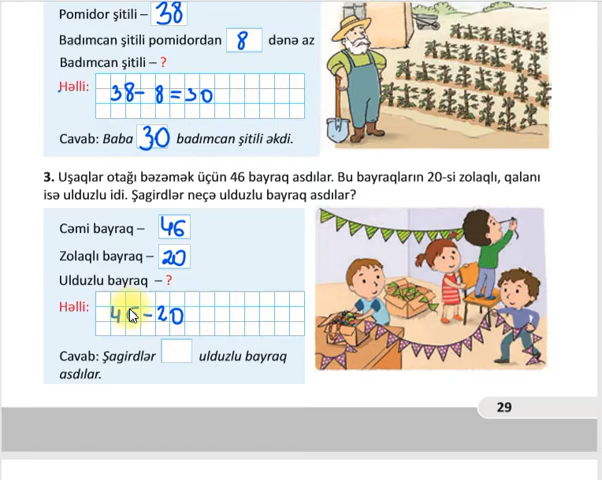 Pomidor şitili – 38
Badımcan şitili pomidordan 8 dənə az
Badımcan şitili – ?
Həlli:
38 - 8 = 30
Cavab: Baba 30 badımcan şitili əkdi.
3. Uşaqlar otağı bəzəmək üçün 46 bayraq asdılar. Bu bayraqların 20-si zolaqlı, qalanı
isə ulduzlu idi. Şagirdlər neçə ulduzlu bayraq asdılar?
Cəmi bayraq – 46
Zolaqlı bayraq – 20
Ulduzlu bayraq – ?
Həlli:
46 - 20
Cavab: Şagirdlər ulduzlu bayraq
asdılar.
29